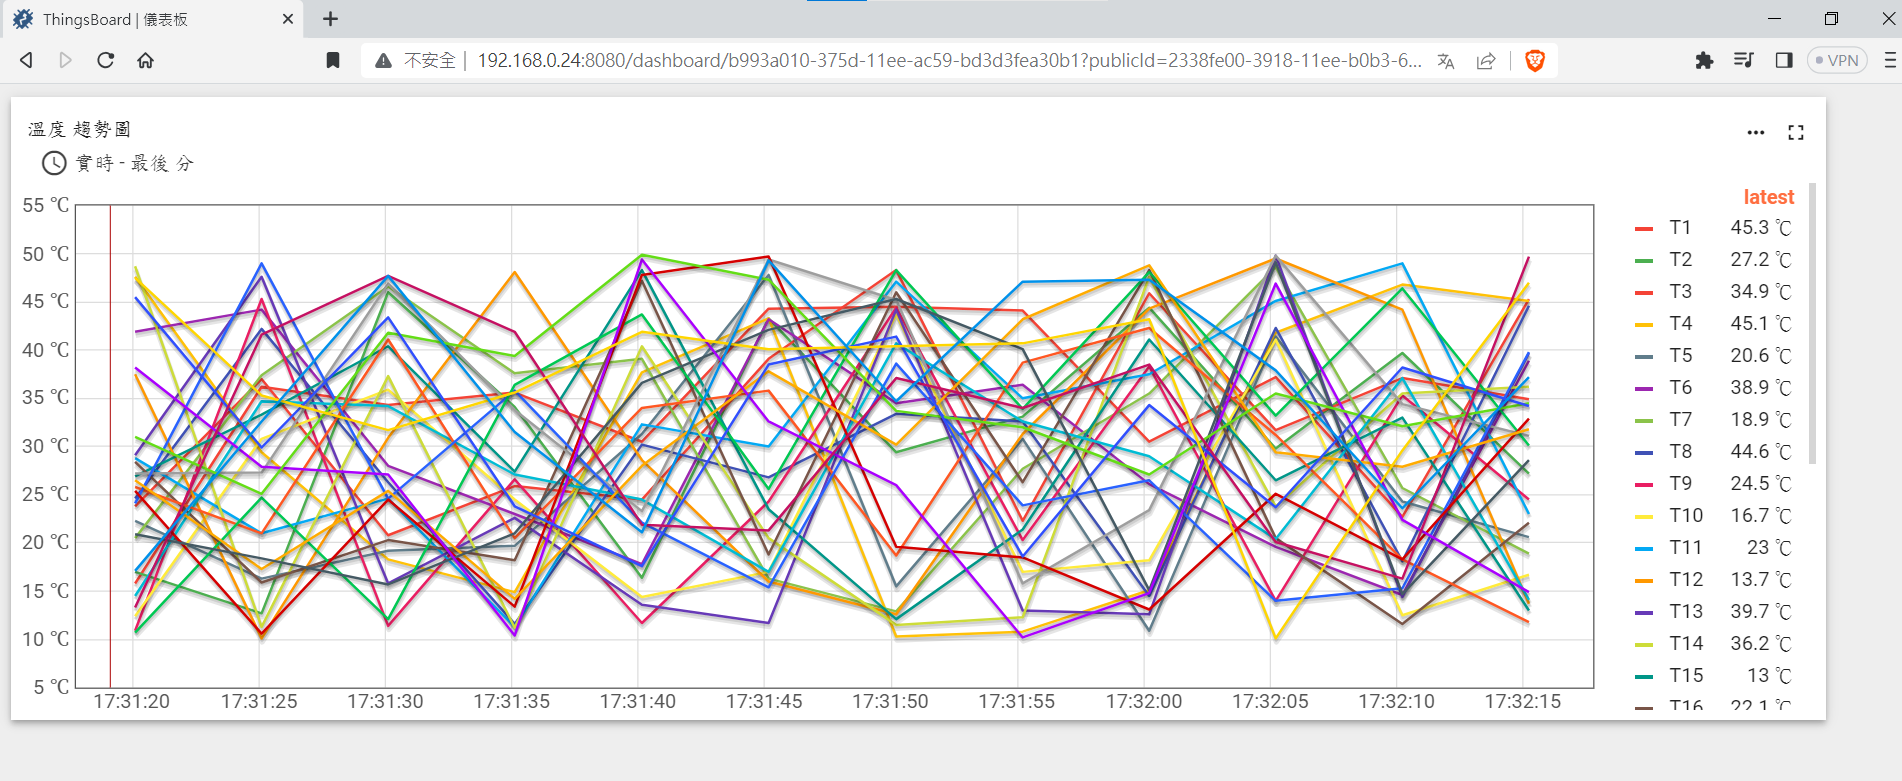 ThingsBoard | 儀表板
不安全 | 192.168.0.24:8080/dashboard/b993a010-375d-11ee-ac59-bd3d3fea30b1?publicId=2338fe00-3918-11ee-b0b3-6...
VPN
溫度 趨勢圖
實時 - 最後 分
latest
55 °C
50 °C
45 °C
40 °C
35 °C
30 °C
25 °C
20 °C
15 °C
10 °C
5 °C
17:31:20 17:31:25 17:31:30 17:31:35 17:31:40 17:31:45 17:31:50 17:31:55 17:32:00 17:32:05 17:32:10 17:32:15
T1 45.3 °C
T2 27.2 °C
T3 34.9 °C
T4 45.1 °C
T5 20.6 °C
T6 38.9 °C
T7 18.9 °C
T8 44.6 °C
T9 24.5 °C
T10 16.7 °C
T11 23 °C
T12 13.7 °C
T13 39.7 °C
T14 36.2 °C
T15 13 °C
T16 22.1 °C